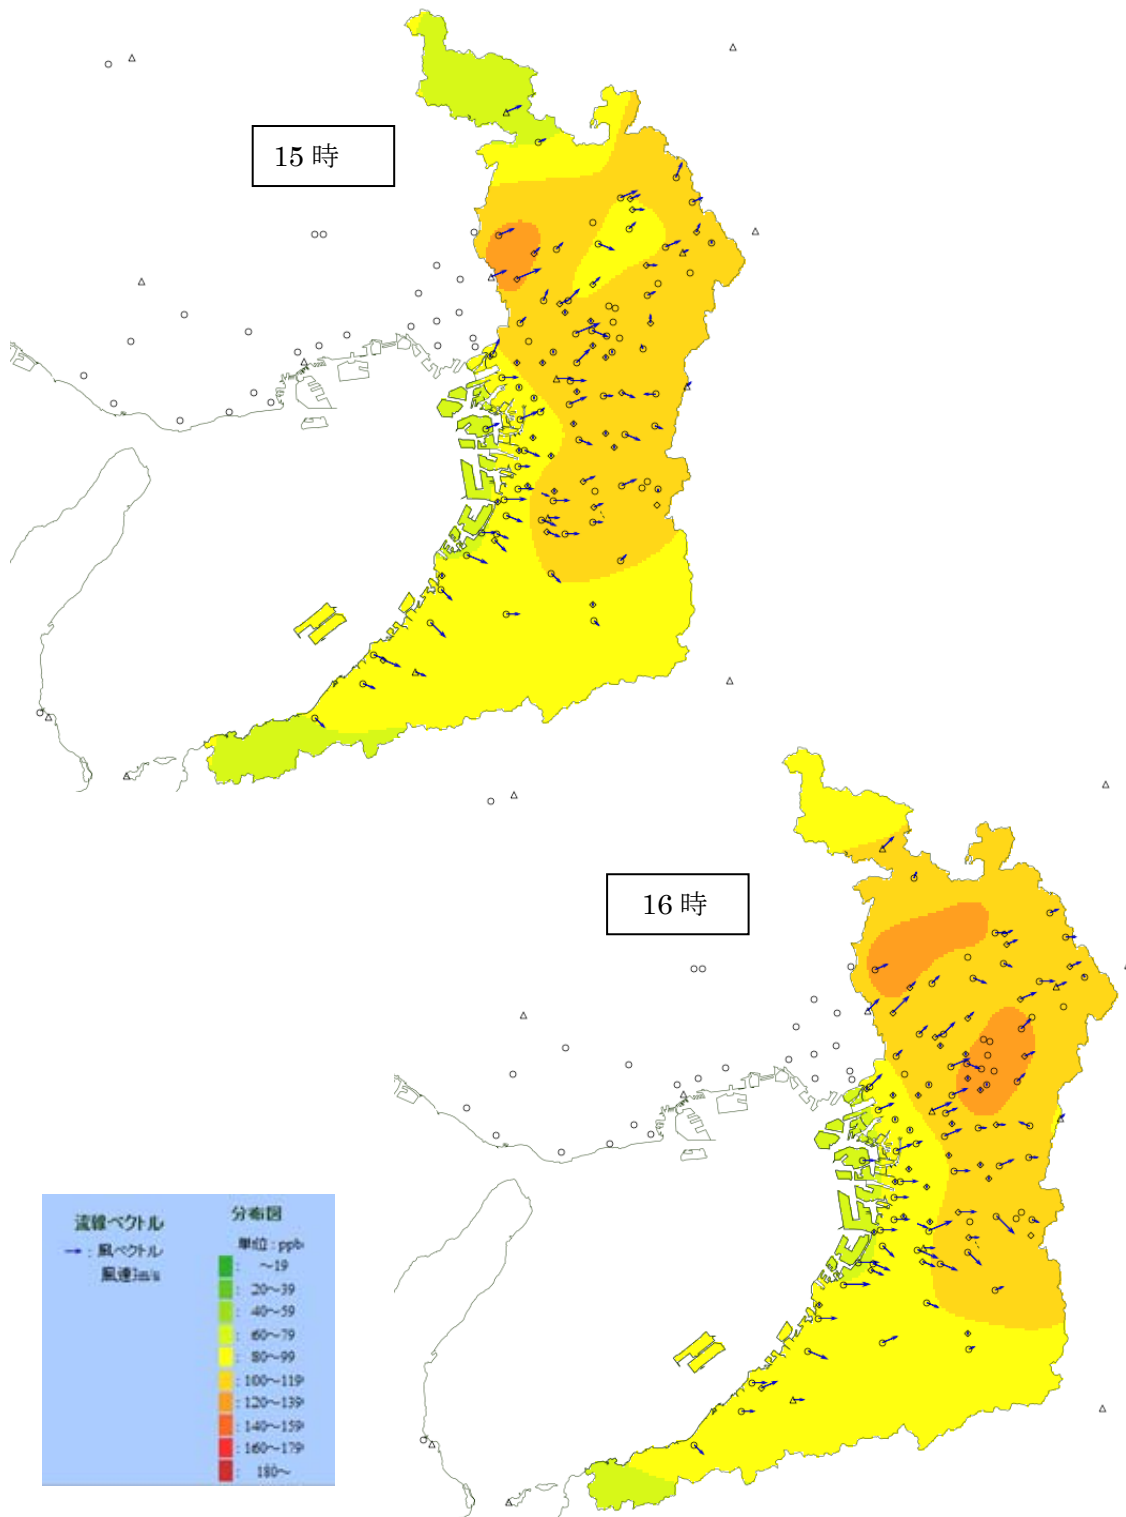 15 時
16 時
流線ベクトル
: 風ベクトル
風速3m/s
分布図
単位 : ppb
: ～19
: 20～39
: 40～59
: 60～79
: 80～99
: 100～119
: 120～139
: 140～159
: 160～179
: 180～